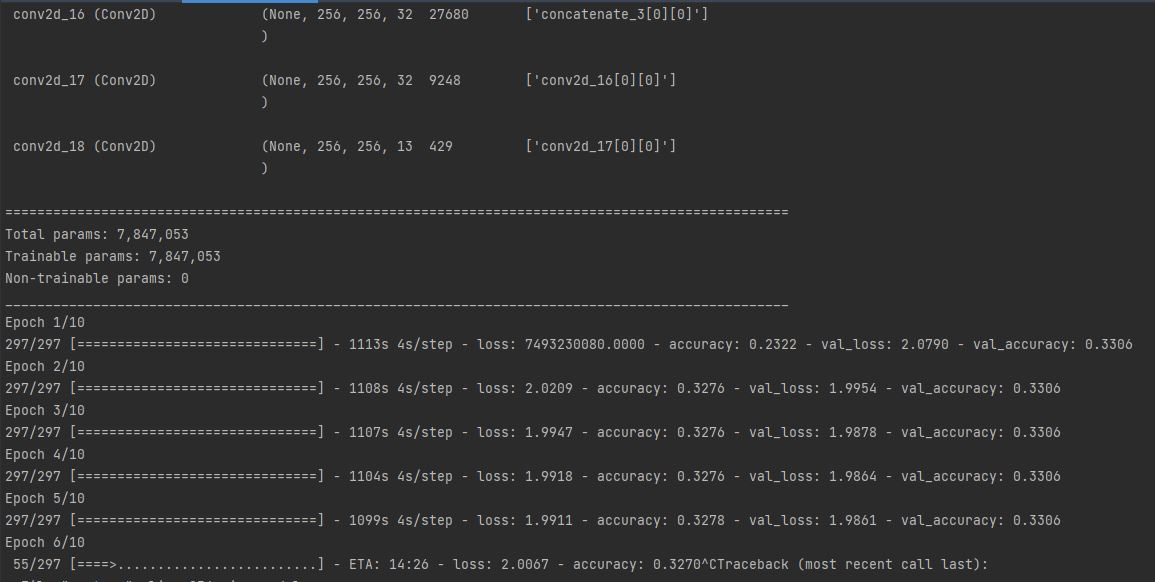 conv2d_16 (Conv2D) (None, 256, 256, 32 27680 ['concatenate_3[0][0]']
)
conv2d_17 (Conv2D) (None, 256, 256, 32 9248 ['conv2d_16[0][0]']
)
conv2d_18 (Conv2D) (None, 256, 256, 13 429 ['conv2d_17[0][0]']
)
==================================================================================================
Total params: 7,847,053
Trainable params: 7,847,053
Non-trainable params: 0
__________________________________________________________________________________________________
Epoch 1/10
297/297 [==============================] - 1113s 4s/step - loss: 7493230080.0000 - accuracy: 0.2322 - val_loss: 2.0790 - val_accuracy: 0.3306
Epoch 2/10
297/297 [==============================] - 1108s 4s/step - loss: 2.0209 - accuracy: 0.3276 - val_loss: 1.9954 - val_accuracy: 0.3306
Epoch 3/10
297/297 [==============================] - 1107s 4s/step - loss: 1.9947 - accuracy: 0.3276 - val_loss: 1.9878 - val_accuracy: 0.3306
Epoch 4/10
297/297 [==============================] - 1104s 4s/step - loss: 1.9918 - accuracy: 0.3276 - val_loss: 1.9864 - val_accuracy: 0.3306
Epoch 5/10
297/297 [==============================] - 1099s 4s/step - loss: 1.9911 - accuracy: 0.3278 - val_loss: 1.9861 - val_accuracy: 0.3306
Epoch 6/10
55/297 [====>.........................] - ETA: 14:26 - loss: 2.0067 - accuracy: 0.3270^CTraceback (most recent call last):